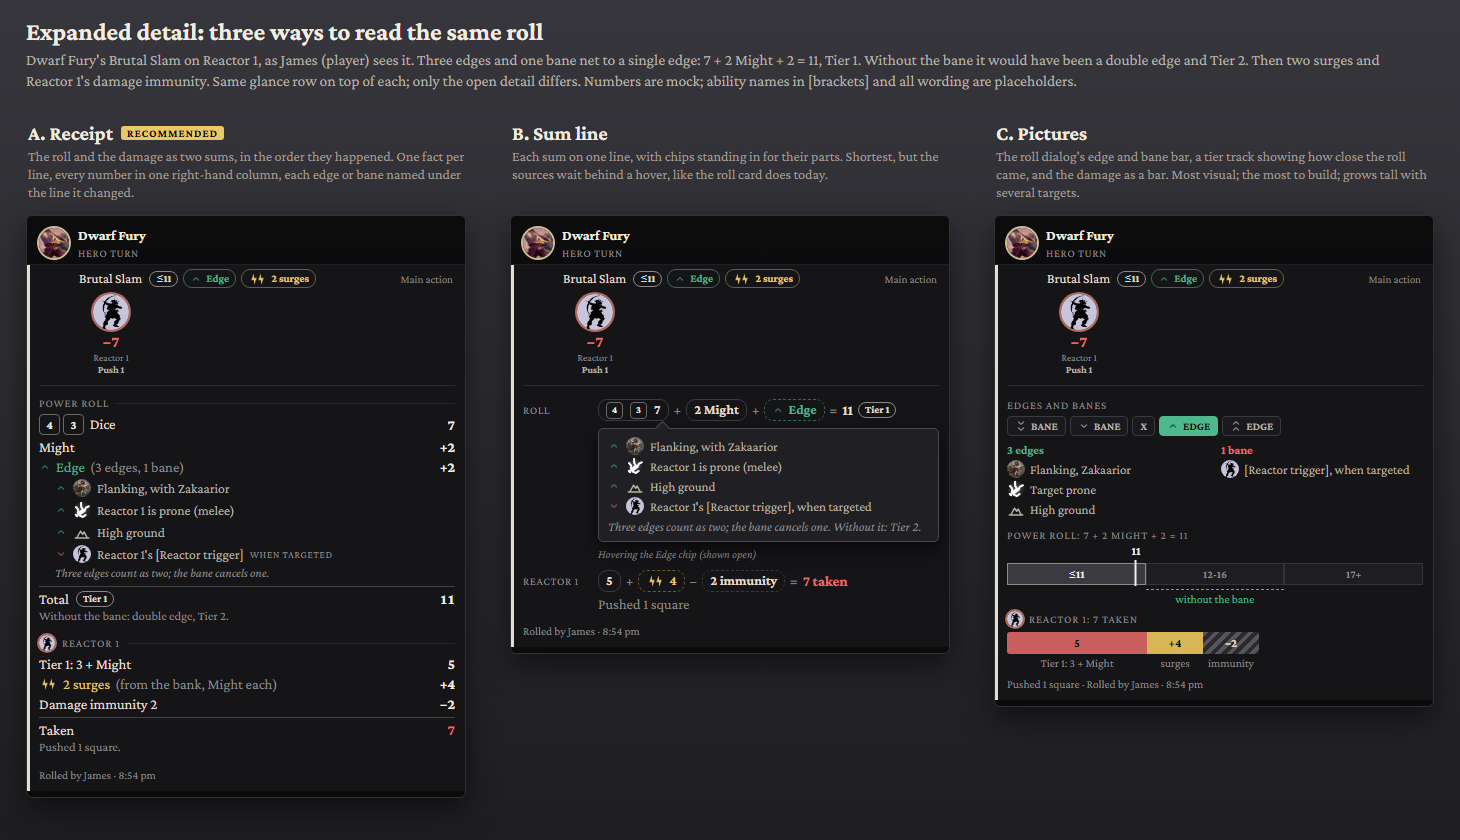 Expanded detail: three ways to read the same roll
Dwarf Fury's Brutal Slam on Reactor 1, as James (player) sees it. Three edges and one bane net to a single edge: 7 + 2 Might + 2 = 11, Tier 1. Without the bane it would have been a double edge and Tier 2. Then two surges and
Reactor 1's damage immunity. Same glance row on top of each; only the open detail differs. Numbers are mock; ability names in [brackets] and all wording are placeholders.
A. Receipt RECOMMENDED
The roll and the damage as two sums, in the order they happened. One fact per
line, every number in one right-hand column, each edge or bane named under
the line it changed.
Dwarf Fury
HERO TURN
Brutal Slam ≤11 Edge 2 surges Main action
−7
Reactor 1
Push 1
POWER ROLL
4 3 Dice 7
Might +2
Edge (3 edges, 1 bane) +2
Flanking, with Zakaarior
Reactor 1 is prone (melee)
High ground
Reactor 1's [Reactor trigger] WHEN TARGETED
Three edges count as two; the bane cancels one.
Total Tier 1 11
Without the bane: double edge, Tier 2.
REACTOR 1
Tier 1: 3 + Might 5
2 surges (from the bank, Might each) +4
Damage immunity 2 −2
Taken 7
Pushed 1 square.
Rolled by James · 8:54 pm
B. Sum line
Each sum on one line, with chips standing in for their parts. Shortest, but the
sources wait behind a hover, like the roll card does today.
Dwarf Fury
HERO TURN
Brutal Slam ≤11 Edge 2 surges Main action
−7
Reactor 1
Push 1
ROLL 4 3 7 + 2 Might + Edge = 11 Tier 1
Flanking, with Zakaarior
Reactor 1 is prone (melee)
High ground
Reactor 1's [Reactor trigger], when targeted
Three edges count as two; the bane cancels one. Without it: Tier 2.
Hovering the Edge chip (shown open)
REACTOR 1 5 + 4 − 2 immunity = 7 taken
Pushed 1 square
Rolled by James · 8:54 pm
C. Pictures
The roll dialog's edge and bane bar, a tier track showing how close the roll
came, and the damage as a bar. Most visual; the most to build; grows tall with
several targets.
Dwarf Fury
HERO TURN
Brutal Slam ≤11 Edge 2 surges Main action
−7
Reactor 1
Push 1
EDGES AND BANES
BANE BANE X EDGE EDGE
3 edges 1 bane
Flanking, Zakaarior [Reactor trigger], when targeted
Target prone
High ground
POWER ROLL: 7 + 2 MIGHT + 2 = 11
11
≤11 12-16 17+
without the bane
REACTOR 1: 7 TAKEN
5 +4 −2
Tier 1: 3 + Might surges immunity
Pushed 1 square · Rolled by James · 8:54 pm